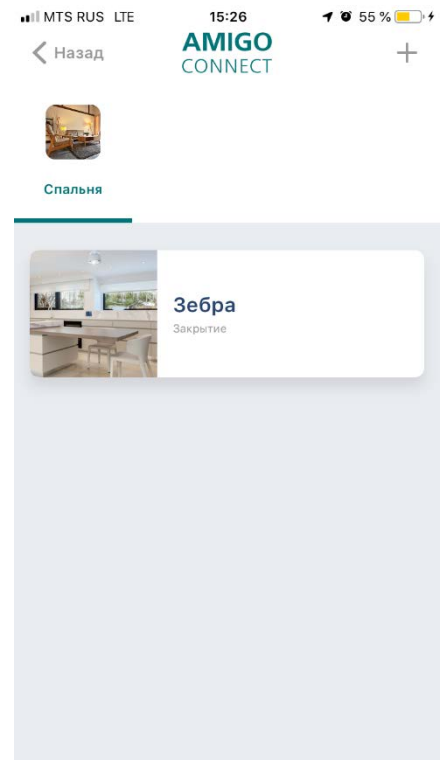 MTS RUS LTE 15:26 55 %
Назад
AMIGO
CONNECT
+
Спальня
Зебра
Закрытие